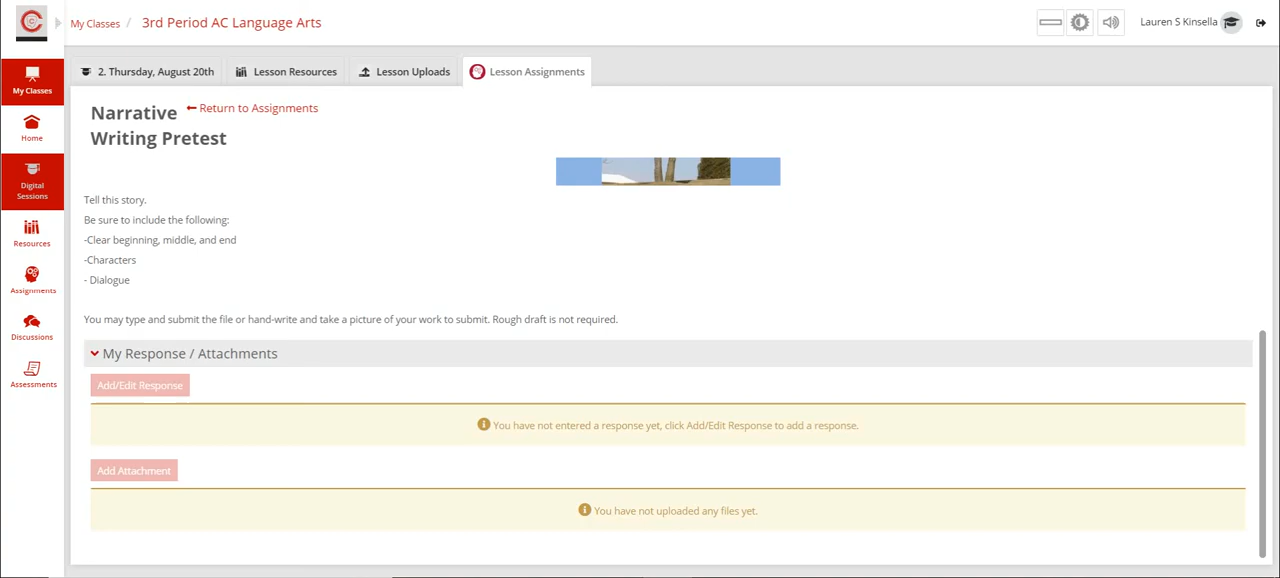 My Classes / 3rd Period AC Language Arts
Lauren S Kinsella
2. Thursday, August 20th
Lesson Resources
Lesson Uploads
Lesson Assignments
My Classes
Home
Digital
Sessions
Resources
Assignments
Discussions
Assessments
Narrative
Writing Pretest
Return to Assignments
Tell this story.
Be sure to include the following:
-Clear beginning, middle, and end
-Characters
- Dialogue
You may type and submit the file or hand-write and take a picture of your work to submit. Rough draft is not required.
My Response / Attachments
Add/Edit Response
You have not entered a response yet, click Add/Edit Response to add a response.
Add Attachment
You have not uploaded any files yet.